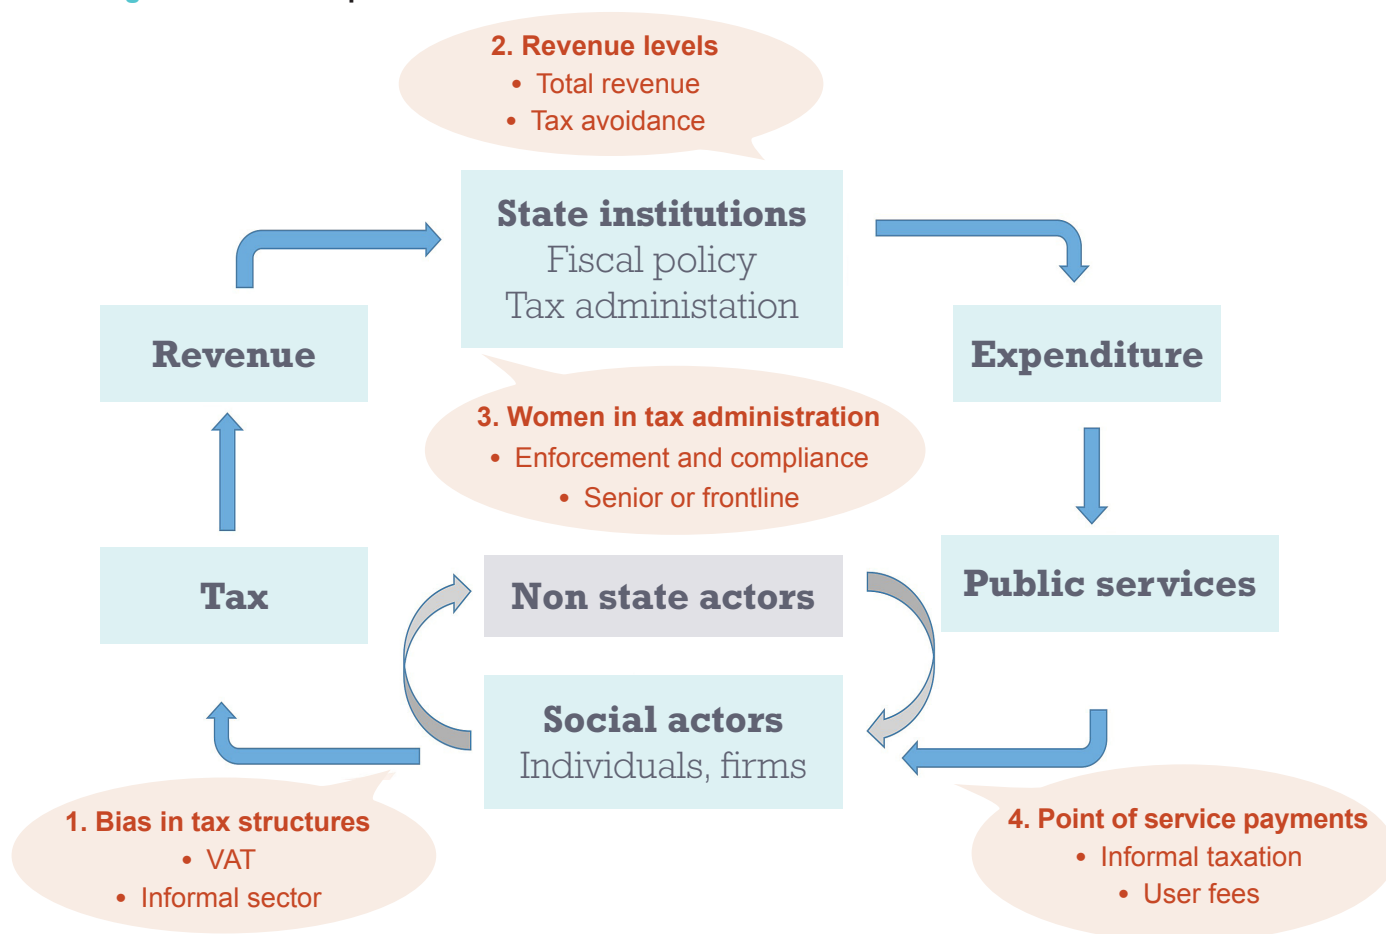 2. Revenue levels
• Total revenue
• Tax avoidance
State institutions
Fiscal policy
Tax administation
Revenue
Expenditure
3. Women in tax administration
• Enforcement and compliance
• Senior or frontline
Tax
Non state actors
Public services
Social actors
Individuals, firms
1. Bias in tax structures
• VAT
• Informal sector
4. Point of service payments
• Informal taxation
• User fees